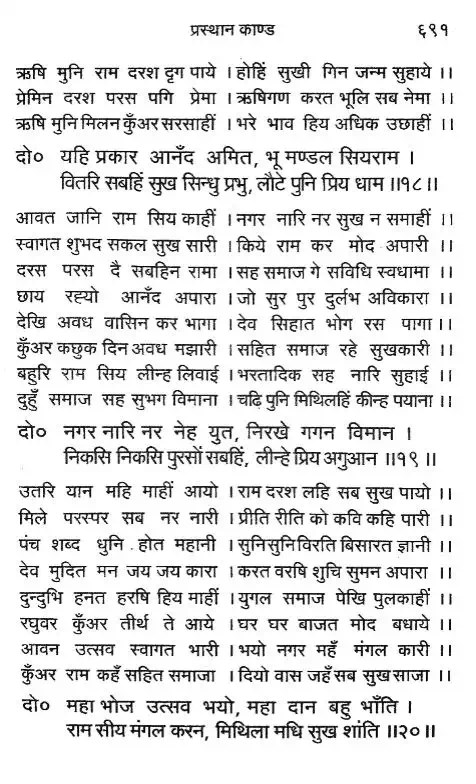 प्रस्थान काण्ड ६९१
ऋषि मुनि राम दरश दृग पाये । होहिं सुखी गिन जन्म सुहाये ।।
प्रेमिन दरश परस पगि प्रेमा । ऋषिगण करत भूलि सब नेमा ।।
ऋषि मुनि मिलन कुँअर सरसाहीं । भरे भाव हिय अधिक उछाहीं ।।
दो० यहि प्रकार आनँद अमित, भू मण्डल सियराम ।
वितरि सबहिं सुख सिन्धु प्रभु, लौटे पुनि प्रिय धाम ।।१८।।
आवत जानि राम सिय काहीं । नगर नारि नर सुख न समाहीं ।।
स्वागत शुभद सकल सुख सारी । किये राम कर मोद अपारी ।।
दरस परस दै सबहिन रामा । सह समाज गे सविधि स्वधामा ।।
छाय रह्यो आनँद अपारा । जो सुर पुर दुर्लभ अविकारा ।।
देखि अवध वासिन कर भागा । देव सिहात भोग रस पागा ।।
कुँअर कछुक दिन अवध मझारी । सहित समाज रहे सुखकारी ।।
बहुरि राम सिय लीन्ह लिवाई । भरतादिक सह नारि सुहाई ।।
दुहुँ समाज सह सुभग विमाना । चढ़ि पुनि मिथिलहिं कीन्ह पयाना ।।
दो० नगर नारि नर नेह युत, निरखे गगन विमान ।
निकसि निकसि पुरसों सबहिं, लीन्हे प्रिय अगुआन ।।१९।।
उतरि यान महि माहीं आयो । राम दरश लहि सब सुख पायो ।।
मिले परस्पर सब नर नारी । प्रीति रीति को कवि कहि पारी ।।
पंच शब्द धुनि होत महानी । सुनि सुनि विरति बिसारत ज्ञानी ।।
देव मुदित मन जय जय कारा । करत वरषि शुचि सुमन अपारा ।।
दुन्दुभि हनत हरषि हिय माहीं । युगल समाज पेखि पुलकाहीं ।।
रघुवर कुँअर तीर्थ ते आये । घर घर बाजत मोद बधाये ।।
आवन उत्सव स्वागत भारी । भयो नगर महँ मंगल कारी ।।
कुँअर राम कहँ सहित समाजा । दियो वास जहँ सब सुख साजा ।।
दो० महा भोज उत्सव भयो, महा दान बहु भाँति ।
राम सीय मंगल करन, मिथिला मधि सुख शांति ।।२०।।